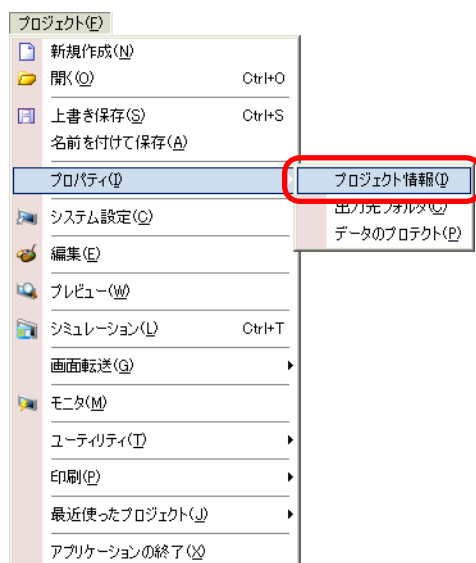 プロジェクト(F)
新規作成(N)
開く(O) Ctrl+O
上書き保存(S) Ctrl+S
名前を付けて保存(A)
プロパティ(I)
プロジェクト情報(I)
出力先フォルダ(C)
データのプロテクト(P)
システム設定(C)
編集(E)
プレビュー(W)
シミュレーション(L) Ctrl+T
画面転送(G)
モニタ(M)
ユーティリティ(T)
印刷(P)
最近使ったプロジェクト(J)
アプリケーションの終了(X)